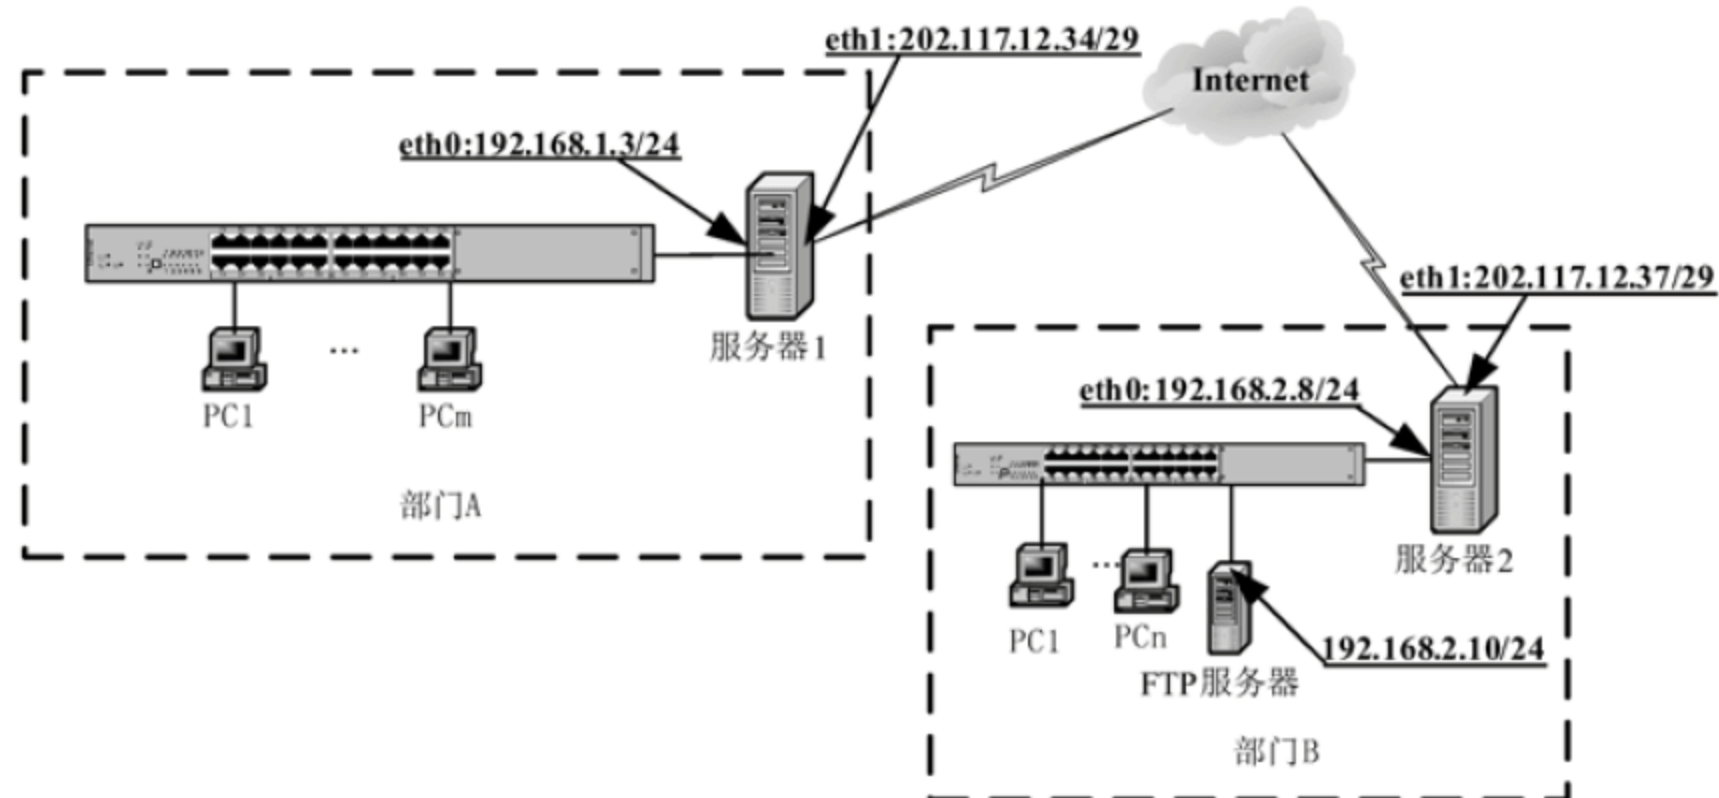 eth1:202.117.12.34/29
Internet
eth0:192.168.1.3/24
服务器1
PC1
...
PCm
部门A
eth1:202.117.12.37/29
eth0:192.168.2.8/24
服务器2
PC1
...
PCn
FTP服务器
192.168.2.10/24
部门B